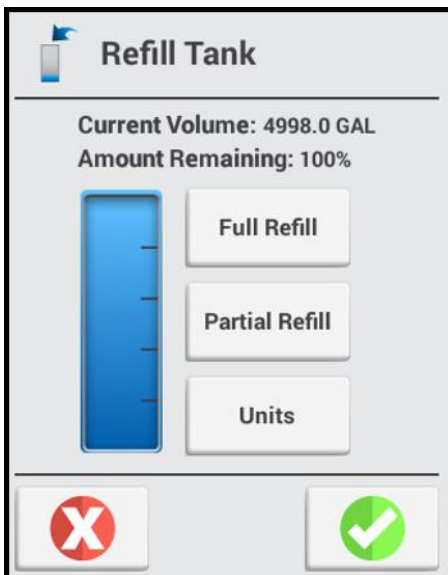 Refill Tank
Current Volume: 4998.0 GAL
Amount Remaining: 100%
Full Refill
Partial Refill
Units